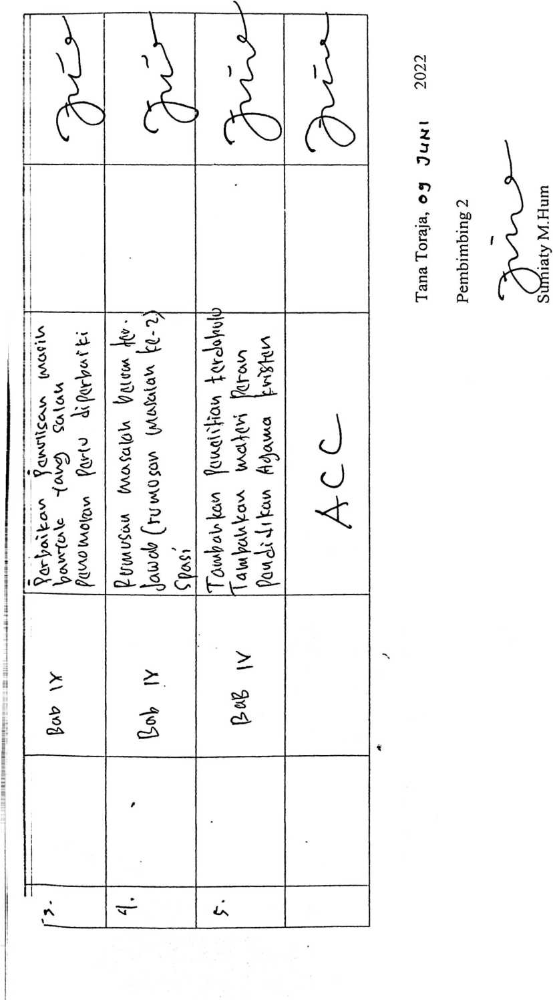 3.
Bab IV
Perbaikan Penulisan masih
banyak yang salah
penomoran perlu diperbaiki
4.
Bab IV
Rumusan masalah belum ter.
jawab (rumusan masalah ke-2)
Spasi
5.
BaB IV
Tambahkan penelitian terdahulu
Tambahkan materi Peran
pendidikan Agama kristen
ACC
Tana Toraja, 09 JUNI 2022
Pembimbing 2
Sumiaty M.Hum